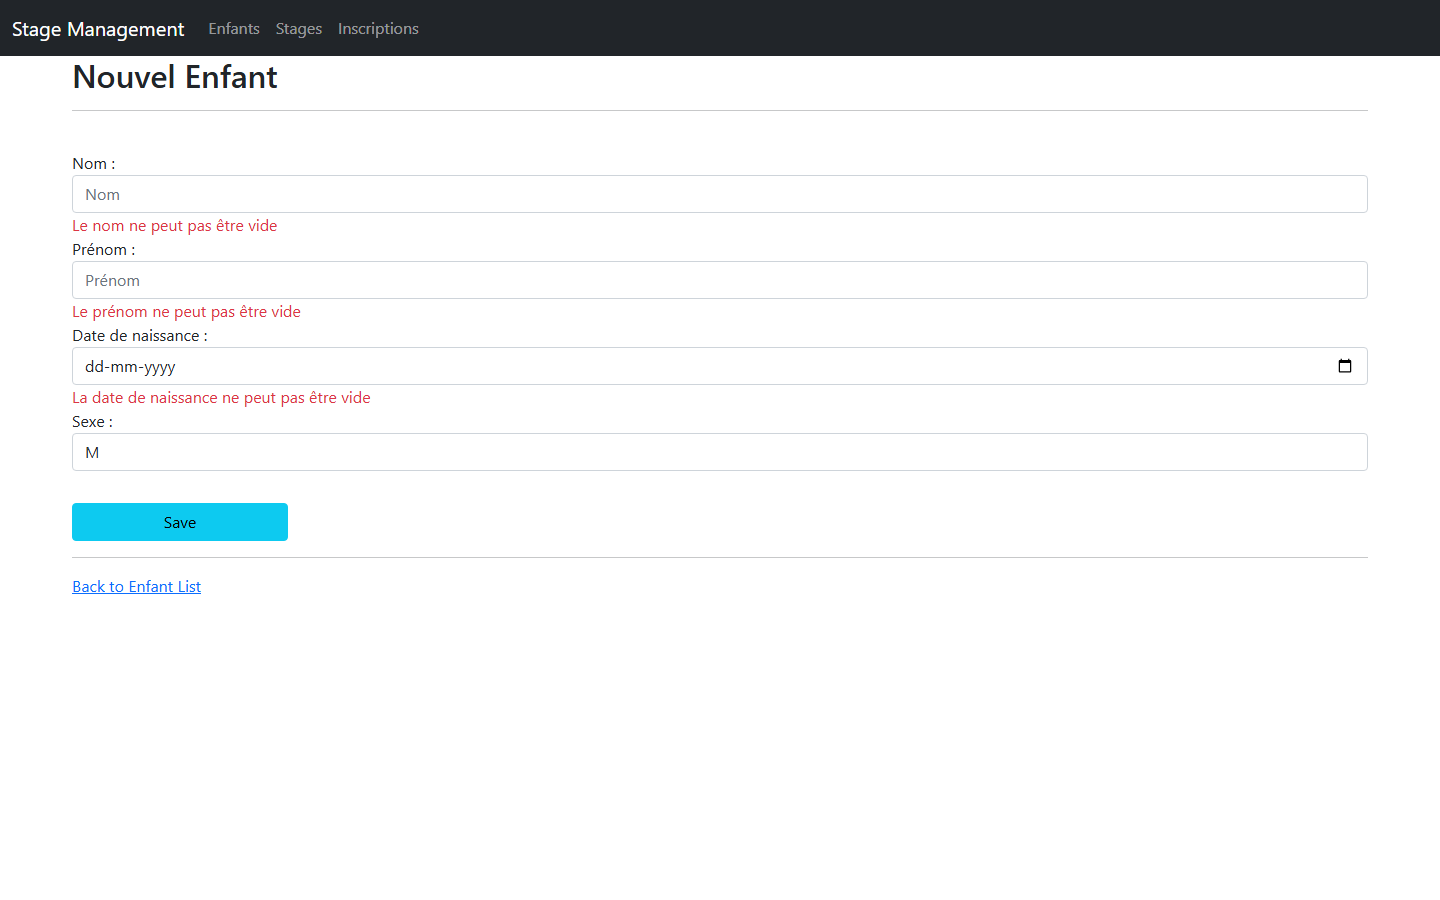 Stage Management Enfants Stages Inscriptions
Nouvel Enfant
Nom :
Nom
Le nom ne peut pas être vide
Prénom :
Prénom
Le prénom ne peut pas être vide
Date de naissance :
dd-mm-yyyy
La date de naissance ne peut pas être vide
Sexe :
M
Save
Back to Enfant List